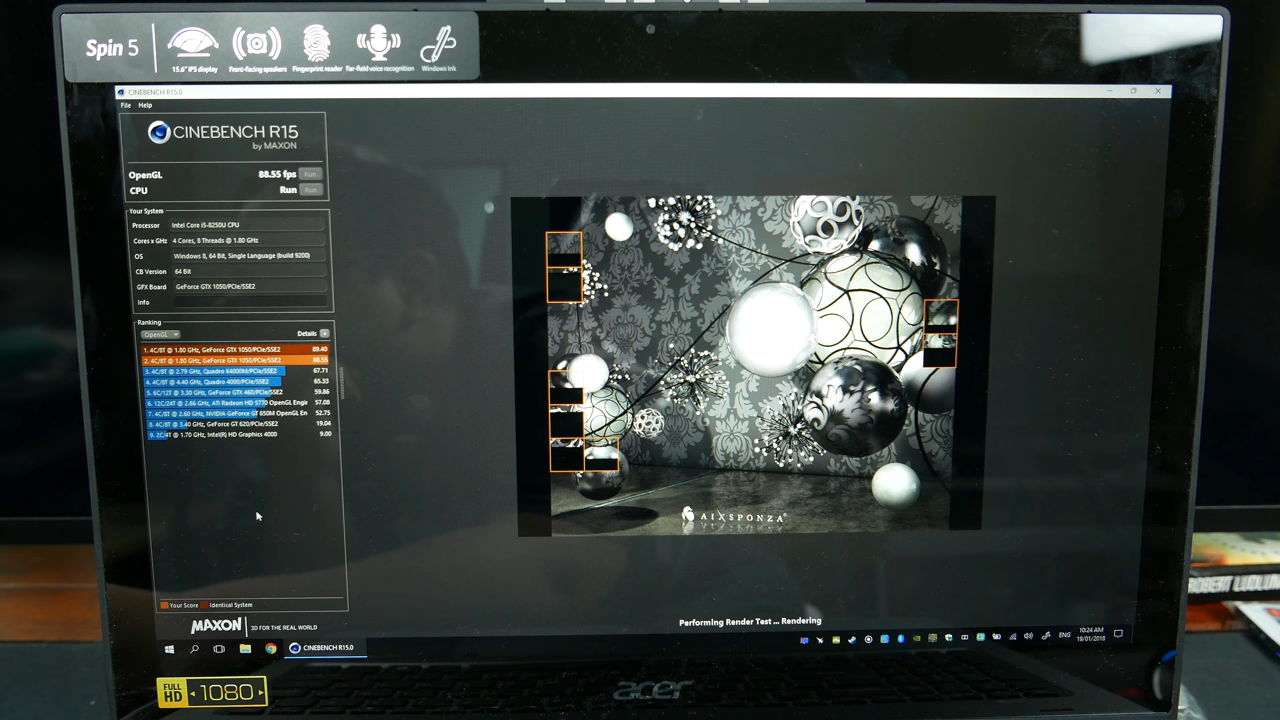 Spin 5
15.6" IPS display
Front-facing speakers
Fingerprint reader
Far-field voice recognition
Windows Ink
CINEBENCH R15.0
File Help
CINEBENCH R15
by MAXON
OpenGL 88.55 fps Run
CPU Run Run
Your System
Processor Intel Core i5-8250U CPU
Cores x GHz 4 Cores, 8 Threads @ 1.80 GHz
OS Windows 8, 64 Bit, Single Language (build 9200)
CB Version 64 Bit
GFX Board GeForce GTX 1050/PCIe/SSE2
Info
Ranking
OpenGL Details
1. 4C/8T @ 1.80 GHz, GeForce GTX 1050/PCIe/SSE2 89.40
2. 4C/8T @ 1.80 GHz, GeForce GTX 1050/PCIe/SSE2 88.55
3. 4C/8T @ 2.79 GHz, Quadro K4000M/PCIe/SSE2 67.71
4. 4C/8T @ 4.40 GHz, Quadro 4000/PCIe/SSE2 65.33
5. 6C/12T @ 3.30 GHz, GeForce GTX 460/PCIe/SSE2 59.86
6. 12C/24T @ 2.66 GHz, ATI Radeon HD 5770 OpenGL Engin 57.08
7. 4C/8T @ 2.60 GHz, NVIDIA GeForce GT 650M OpenGL En 52.75
8. 4C/8T @ 3.40 GHz, GeForce GT 620/PCIe/SSE2 19.04
9. 2C/4T @ 1.70 GHz, Intel(R) HD Graphics 4000 9.00
AIXSPONZA
Your Score Identical System
MAXON 3D FOR THE REAL WORLD
Performing Render Test ... Rendering
CINEBENCH R15.0
ENG
10:24 AM
19/01/2018
FULL HD 1080
acer
ROBERT LUDLUM